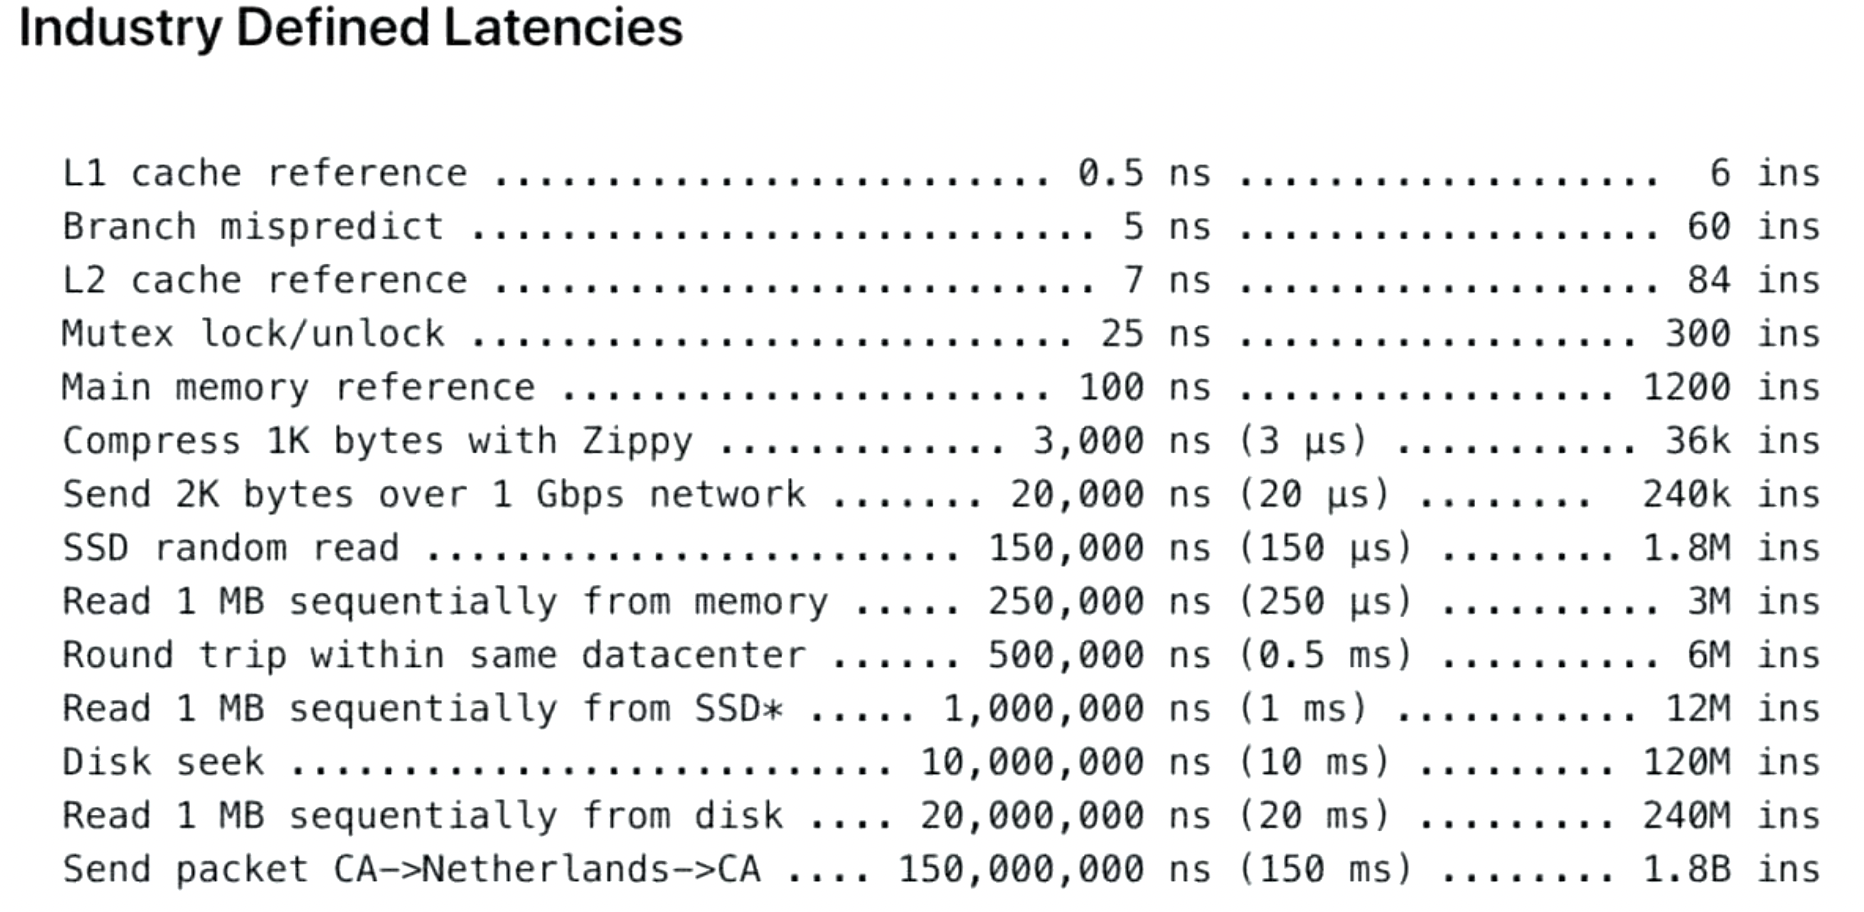 Industry Defined Latencies
L1 cache reference ......................... 0.5 ns ................... 6 ins
Branch mispredict ............................ 5 ns ................... 60 ins
L2 cache reference ........................... 7 ns ................... 84 ins
Mutex lock/unlock ........................... 25 ns .................. 300 ins
Main memory reference ...................... 100 ns ................. 1200 ins
Compress 1K bytes with Zippy ............. 3,000 ns (3 µs) ........... 36k ins
Send 2K bytes over 1 Gbps network ....... 20,000 ns (20 µs) ........ 240k ins
SSD random read ........................ 150,000 ns (150 µs) ........ 1.8M ins
Read 1 MB sequentially from memory ..... 250,000 ns (250 µs) .......... 3M ins
Round trip within same datacenter ...... 500,000 ns (0.5 ms) .......... 6M ins
Read 1 MB sequentially from SSD* ..... 1,000,000 ns (1 ms) ........... 12M ins
Disk seek ........................... 10,000,000 ns (10 ms) ......... 120M ins
Read 1 MB sequentially from disk .... 20,000,000 ns (20 ms) ......... 240M ins
Send packet CA->Netherlands->CA .... 150,000,000 ns (150 ms) ........ 1.8B ins